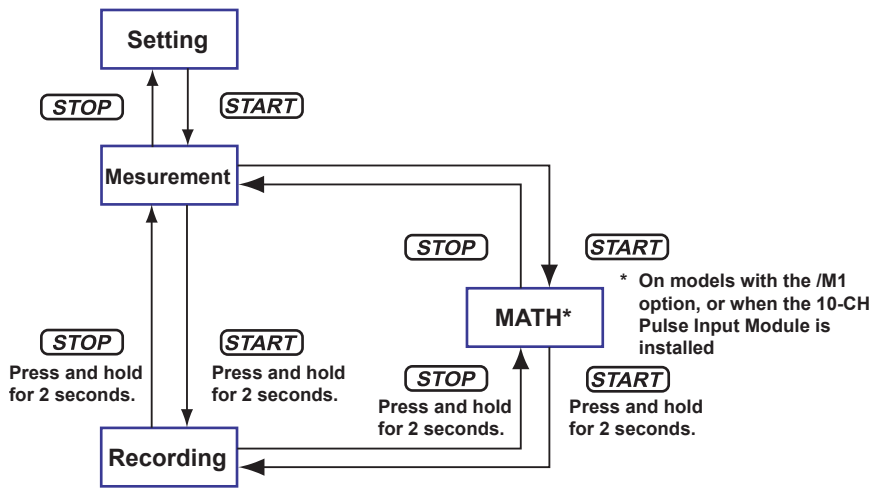 Setting
STOP
START
Mesurement
STOP
START
* On models with the /M1
option, or when the 10-CH
Pulse Input Module is
installed
MATH*
STOP
Press and hold
for 2 seconds.
START
Press and hold
for 2 seconds.
STOP
Press and hold
for 2 seconds.
START
Press and hold
for 2 seconds.
Recording